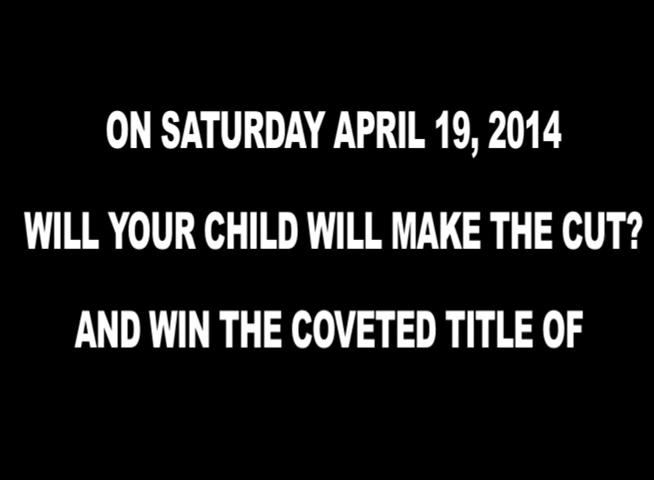 ON SATURDAY APRIL 19, 2014
WILL YOUR CHILD WILL MAKE THE CUT?
AND WIN THE COVETED TITLE OF